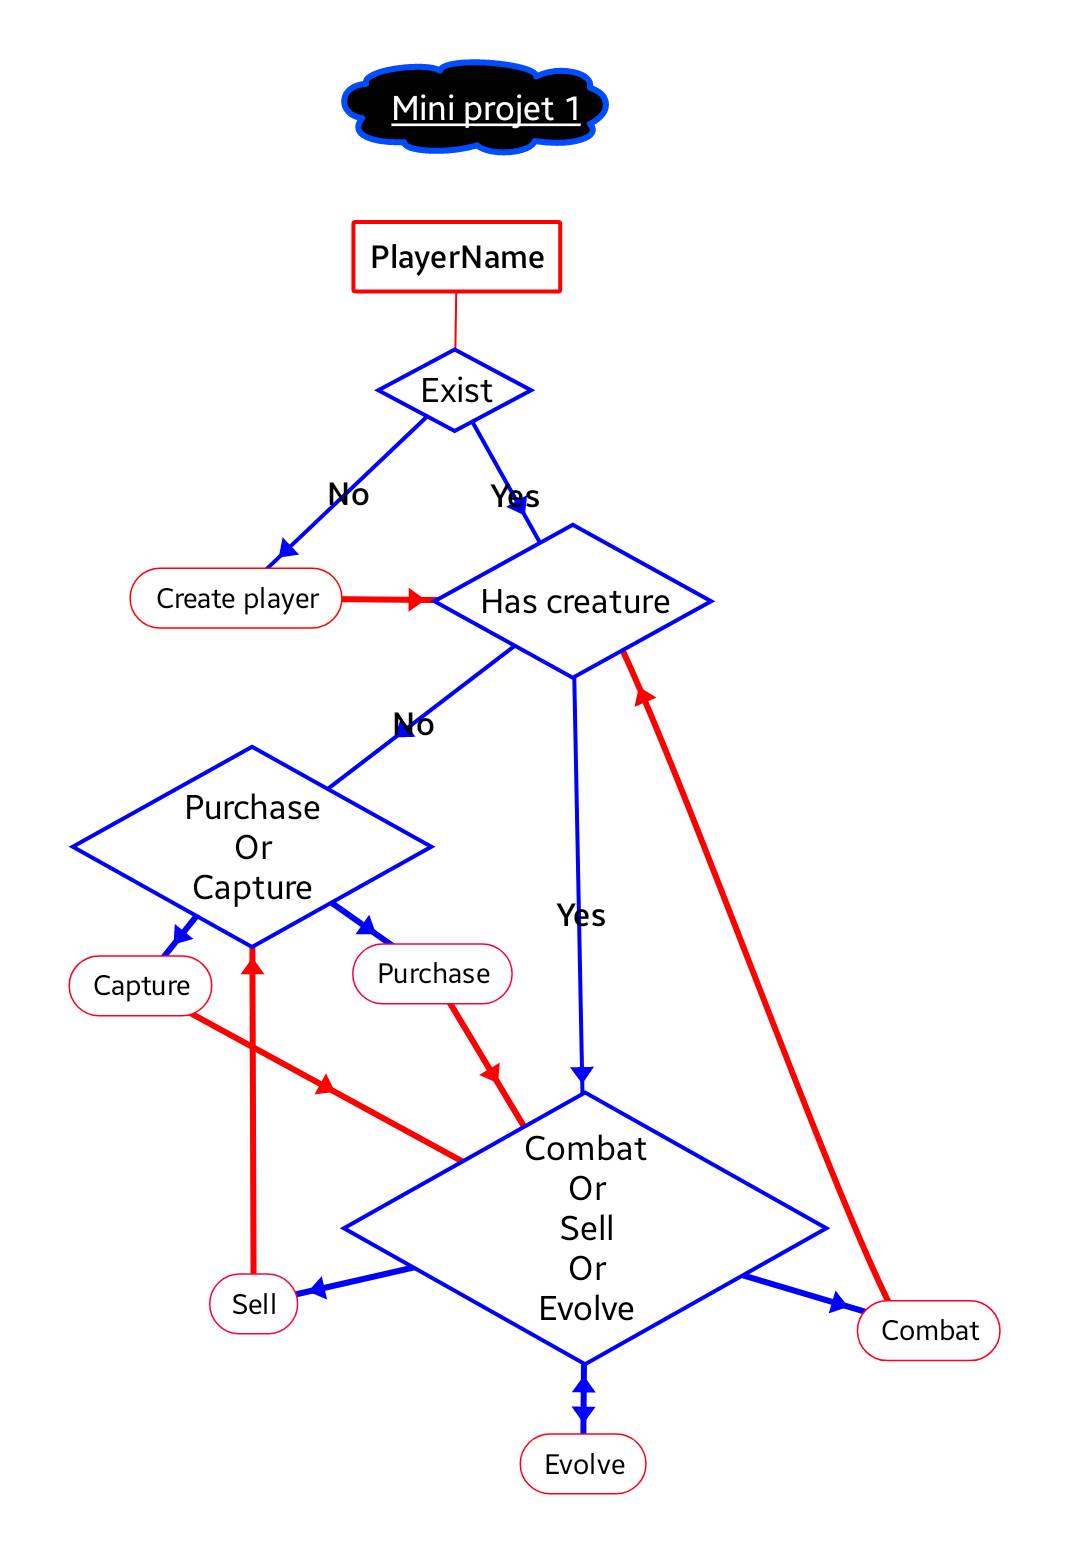 Mini projet 1
PlayerName
Exist
No
Yes
Create player
Has creature
No
Purchase
Or
Capture
Yes
Capture
Purchase
Combat
Or
Sell
Or
Evolve
Sell
Combat
Evolve